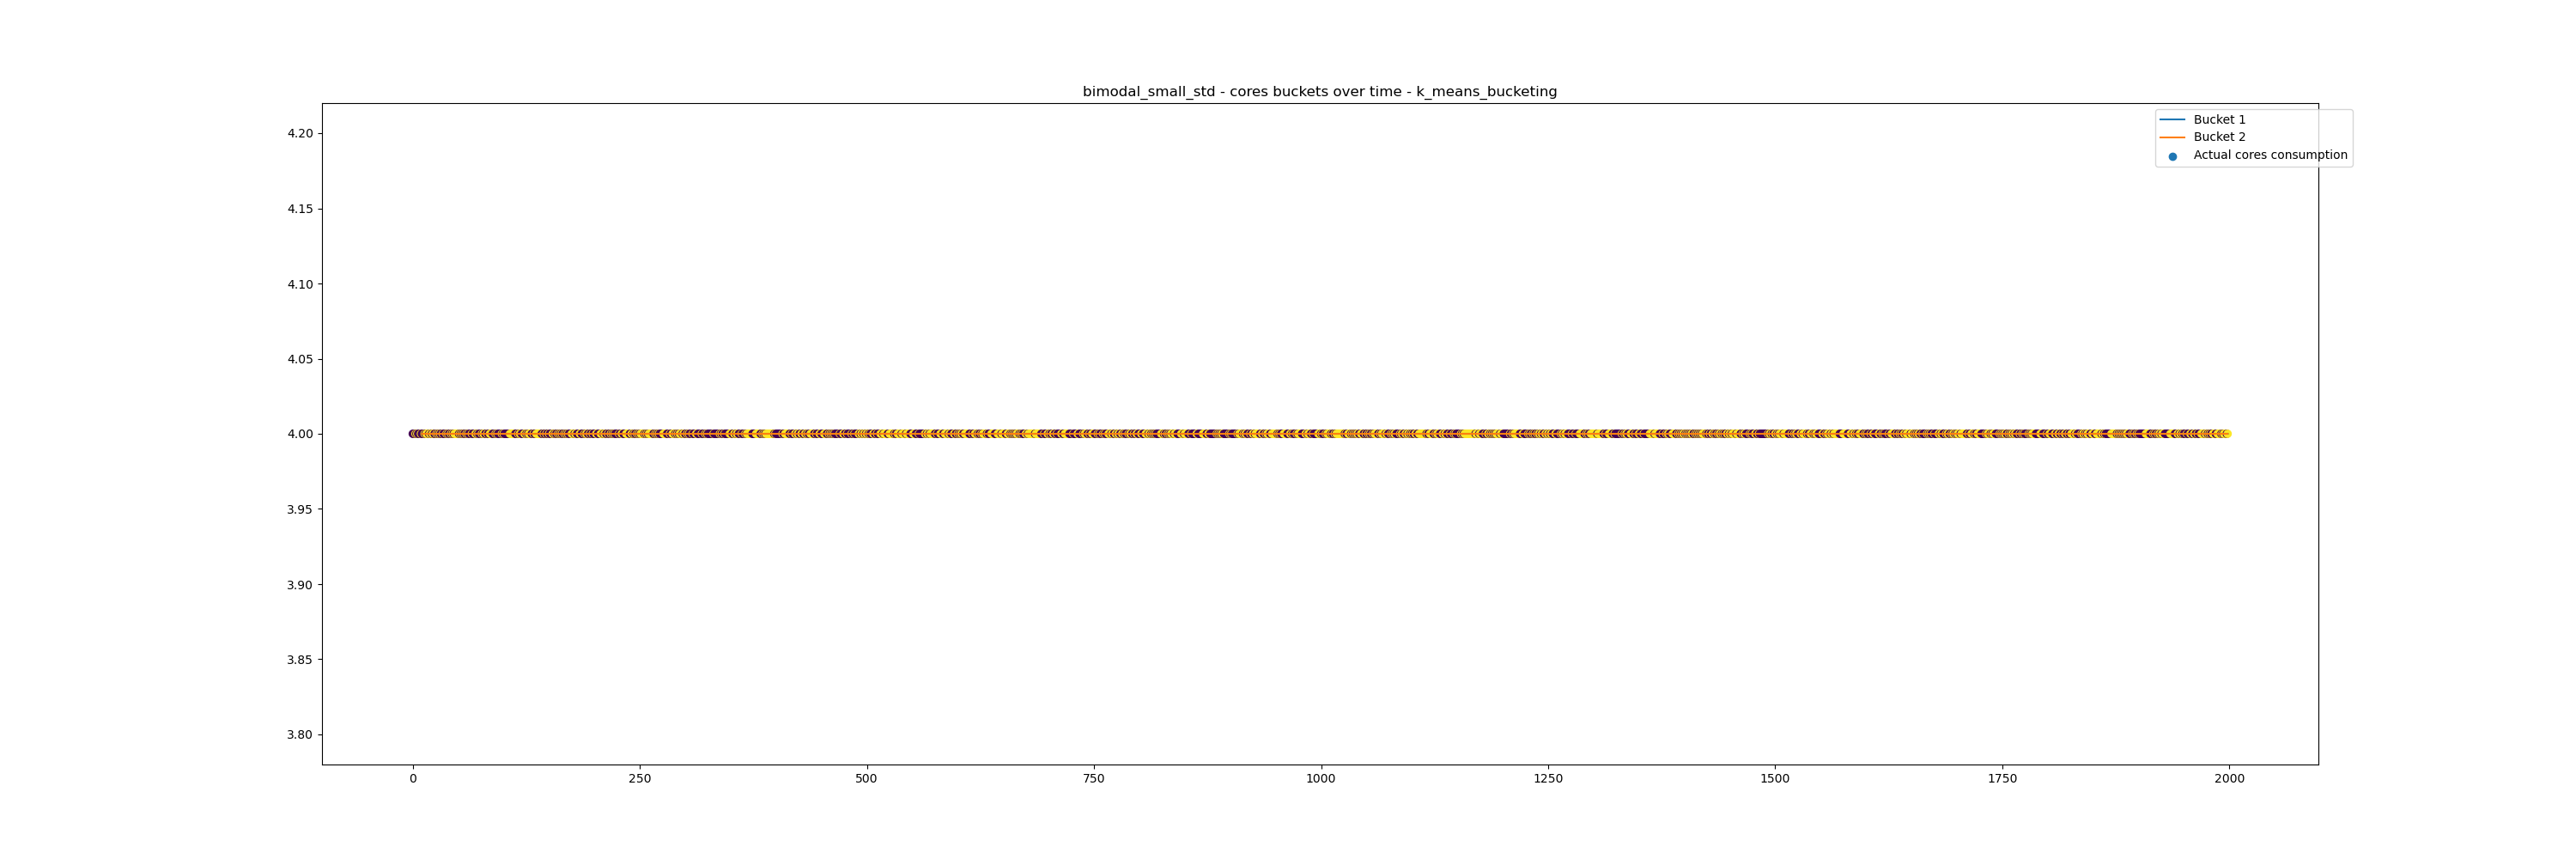 bimodal_small_std - cores buckets over time - k_means_bucketing
Bucket 1
Bucket 2
Actual cores consumption
4.20
4.15
4.10
4.05
4.00
3.95
3.90
3.85
3.80
0 250 500 750 1000 1250 1500 1750 2000